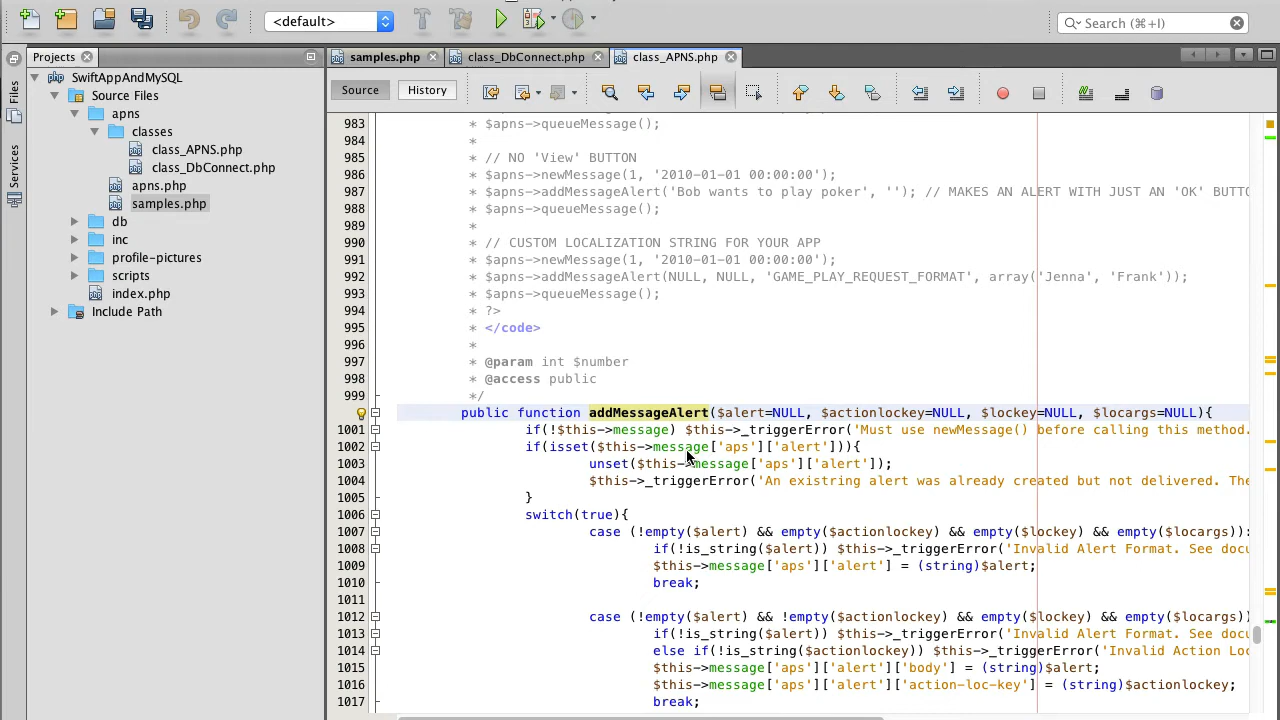 <default>
Search (⌘+I)
Files
Services
Projects
SwiftAppAndMySQL
Source Files
apns
classes
class_APNS.php
class_DbConnect.php
apns.php
samples.php
db
inc
profile-pictures
scripts
index.php
Include Path
samples.php class_DbConnect.php class_APNS.php
Source History
983 * $apns->queueMessage();
984 *
985 * // NO 'View' BUTTON
986 * $apns->newMessage(1, '2010-01-01 00:00:00');
987 * $apns->addMessageAlert('Bob wants to play poker', ''); // MAKES AN ALERT WITH JUST AN 'OK' BUTTO
988 * $apns->queueMessage();
989 *
990 * // CUSTOM LOCALIZATION STRING FOR YOUR APP
991 * $apns->newMessage(1, '2010-01-01 00:00:00');
992 * $apns->addMessageAlert(NULL, NULL, 'GAME_PLAY_REQUEST_FORMAT', array('Jenna', 'Frank'));
993 * $apns->queueMessage();
994 * ?>
995 * </code>
996 *
997 * @param int $number
998 * @access public
999 */
public function addMessageAlert($alert=NULL, $actionlockey=NULL, $lockey=NULL, $locargs=NULL){
1001 if(!$this->message) $this->_triggerError('Must use newMessage() before calling this method.
1002 if(isset($this->message['aps']['alert'])){
1003 unset($this->message['aps']['alert']);
1004 $this->_triggerError('An existring alert was already created but not delivered. The
1005 }
1006 switch(true){
1007 case (!empty($alert) && empty($actionlockey) && empty($lockey) && empty($locargs)):
1008 if(!is_string($alert)) $this->_triggerError('Invalid Alert Format. See docu
1009 $this->message['aps']['alert'] = (string)$alert;
1010 break;
1011
1012 case (!empty($alert) && !empty($actionlockey) && empty($lockey) && empty($locargs))
1013 if(!is_string($alert)) $this->_triggerError('Invalid Alert Format. See docu
1014 else if(!is_string($actionlockey)) $this->_triggerError('Invalid Action Loc
1015 $this->message['aps']['alert']['body'] = (string)$alert;
1016 $this->message['aps']['alert']['action-loc-key'] = (string)$actionlockey;
1017 break;